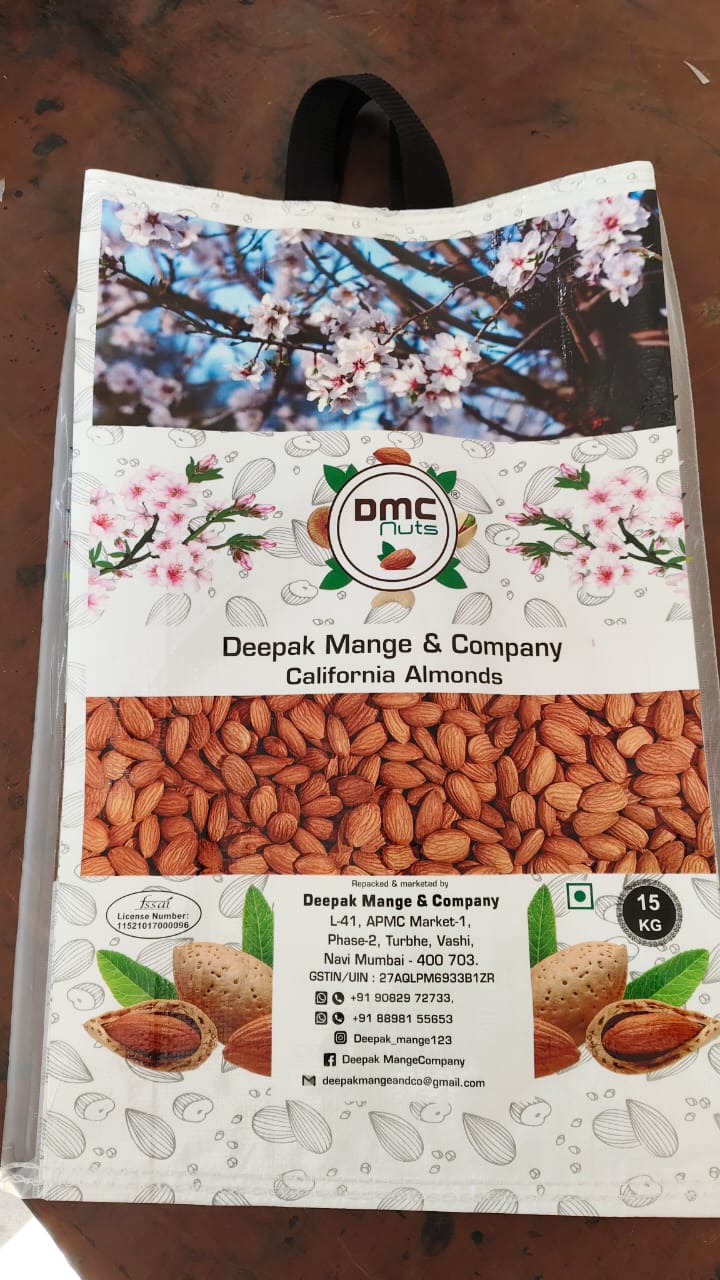 DMC
nuts
®
Deepak Mange & Company
California Almonds
fssai
License Number:
11521017000096
Repacked & marketed by
Deepak Mange & Company
L-41, APMC Market-1,
Phase-2, Turbhe, Vashi,
Navi Mumbai - 400 703.
GSTIN/UIN : 27AQLPM6933B1ZR
+91 90829 72733,
+91 88981 55653
Deepak_mange123
Deepak MangeCompany
deepakmangeandco@gmail.com
15
KG